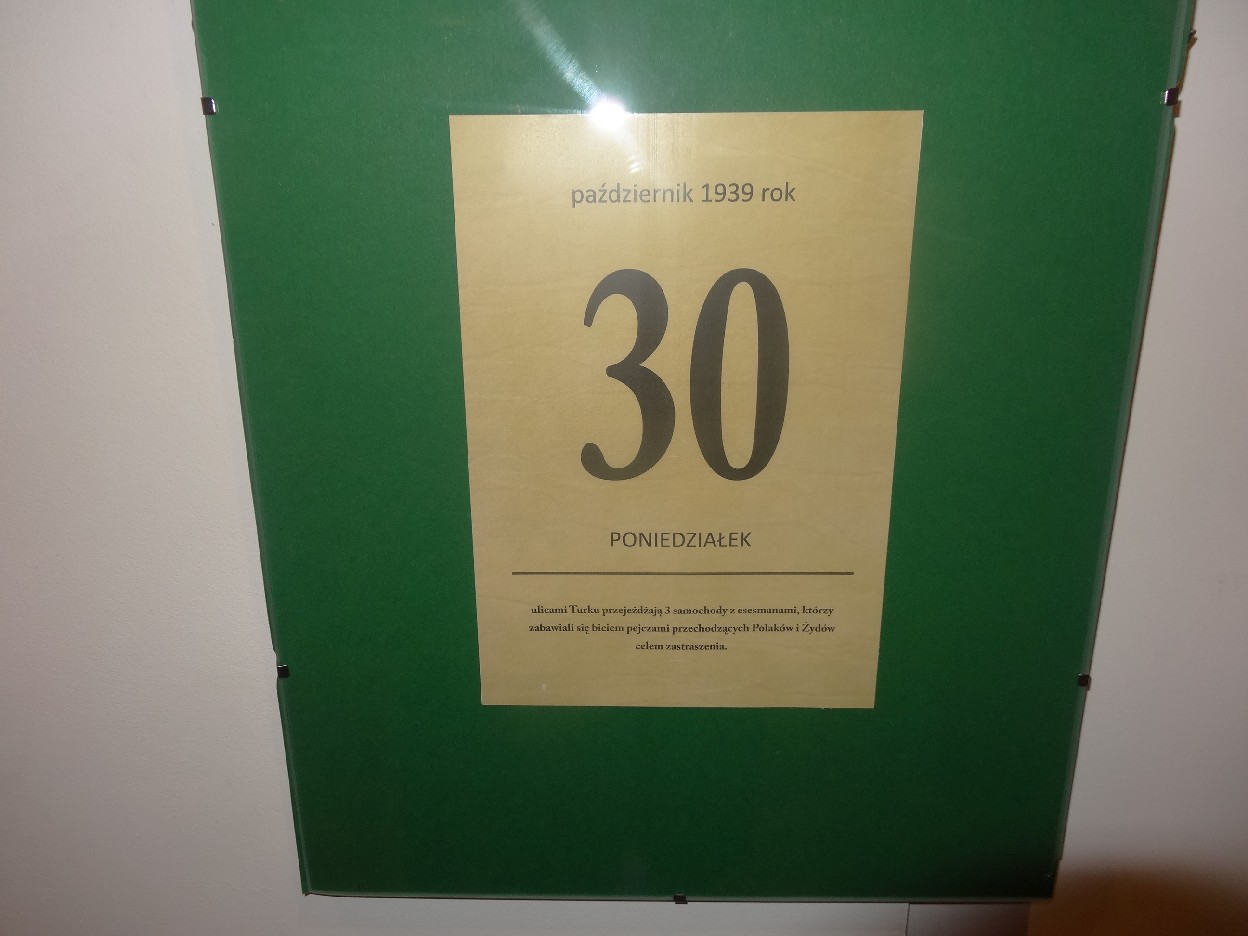 październik 1939 rok
30
PONIEDZIAŁEK
ulicami Turku przejeżdżają 3 samochody z esesmanami, którzy
zabawiali się biciem pejczami przechodzących Polaków i Żydów
celem zastraszenia.